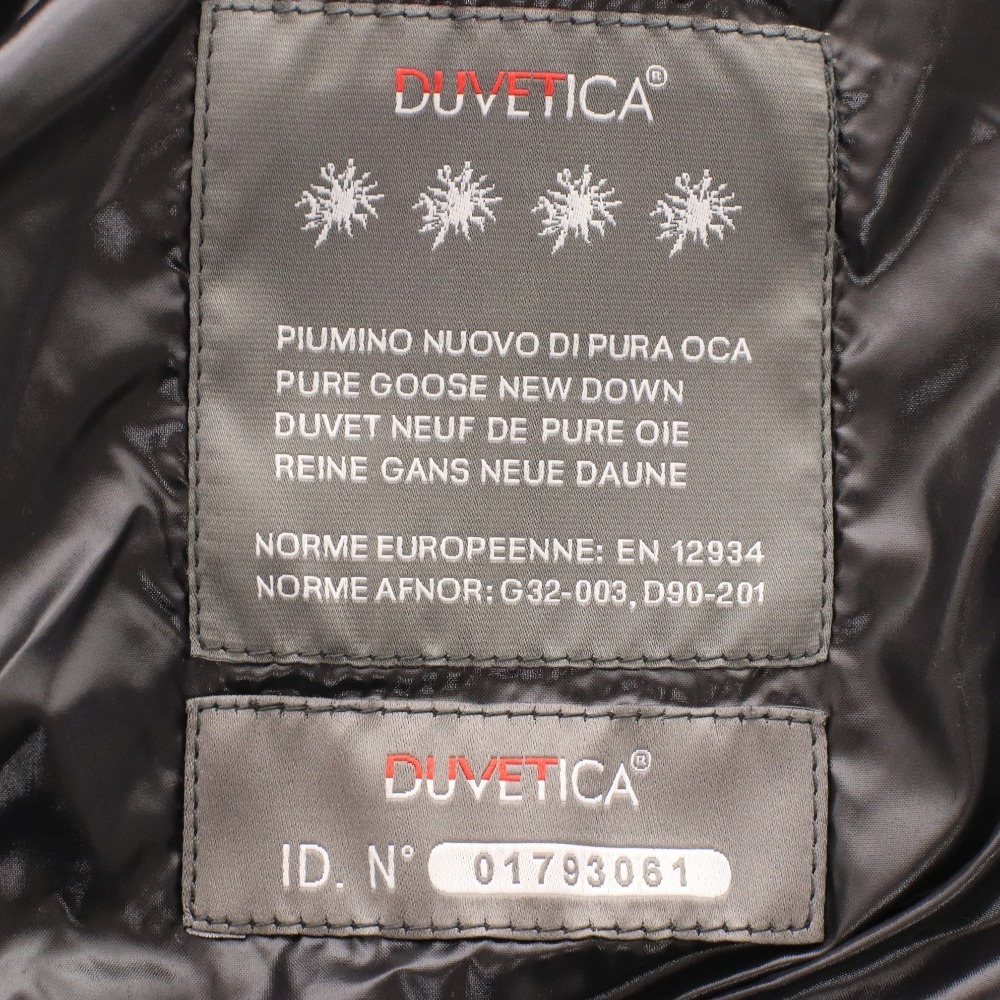 DUVETICA®
PIUMINO NUOVO DI PURA OCA
PURE GOOSE NEW DOWN
DUVET NEUF DE PURE OIE
REINE GANS NEUE DAUNE
NORME EUROPEENNE: EN 12934
NORME AFNOR: G32-003, D90-201
DUVETICA®
ID. N° 01793061